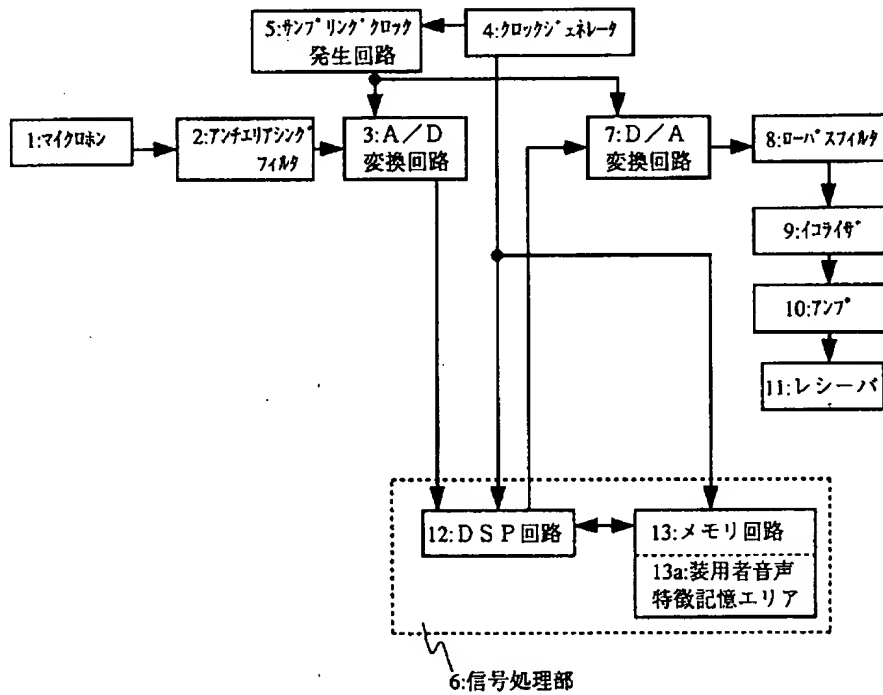 5:ｻﾝﾌﾟﾘﾝｸﾞｸﾛｯｸ
発生回路
4:ｸﾛｯｸｼﾞｪﾈﾚｰﾀ
1:ﾏｲｸﾛﾎﾝ
2:ｱﾝﾁｴﾘｱｼﾝｸﾞ
ﾌｨﾙﾀ
3:Ａ／Ｄ
変換回路
7:Ｄ／Ａ
変換回路
8:ﾛｰﾊﾟｽﾌｨﾙﾀ
9:ｲｺﾗｲｻﾞ
10:ｱﾝﾌﾟ
11:レシーバ
12:ＤＳＰ回路
13:メモリ回路
13a:装用者音声
特徴記憶エリア
6:信号処理部